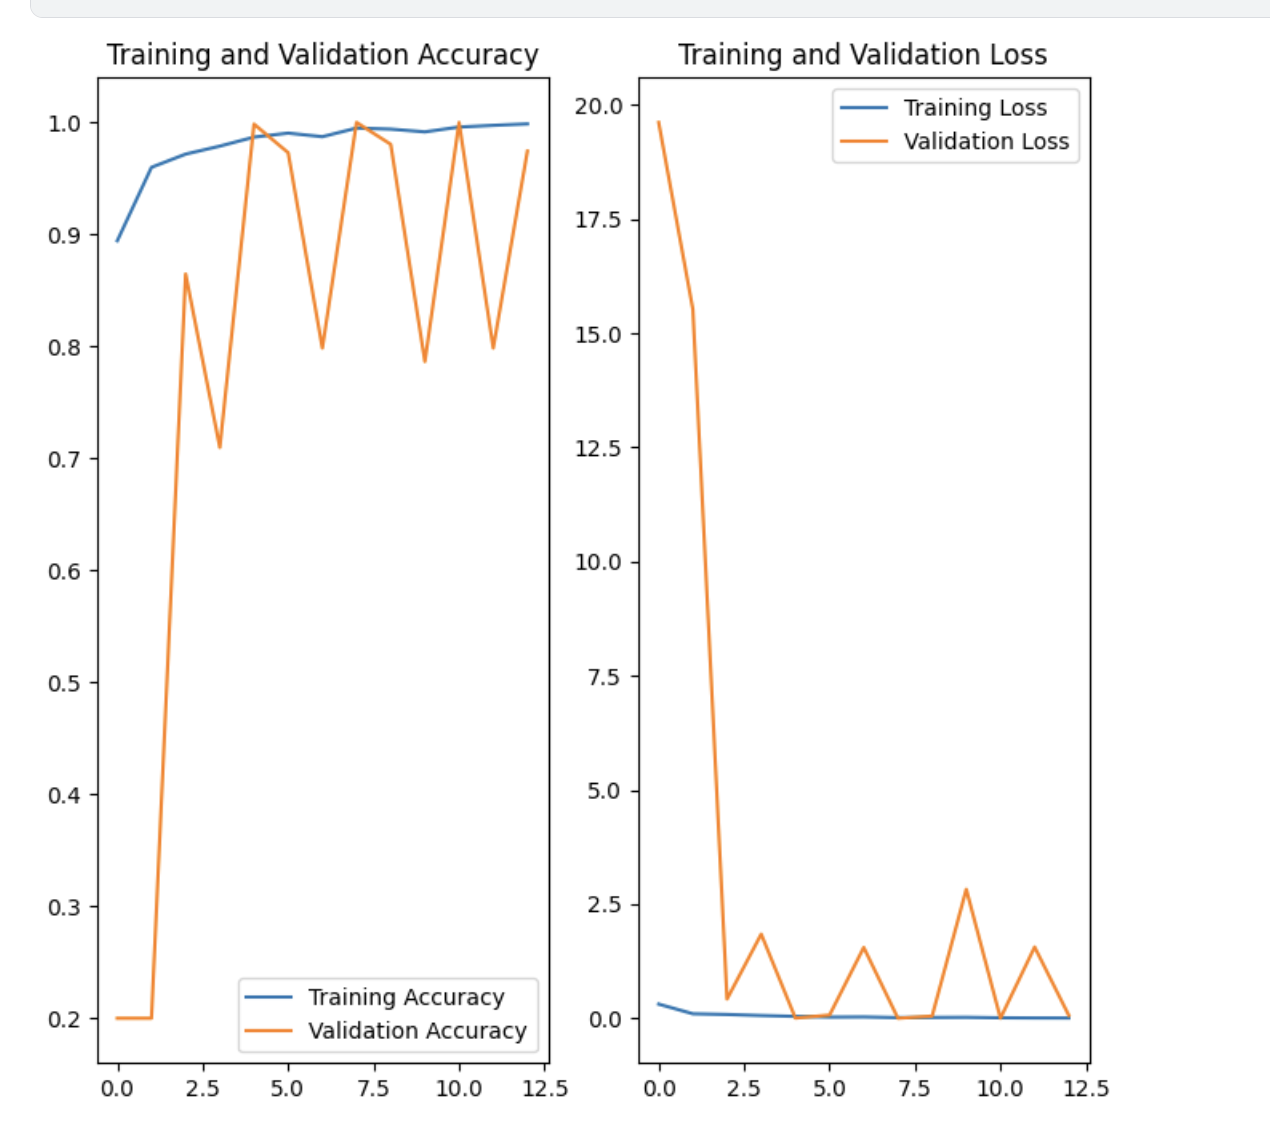 Training and Validation Accuracy
1.0
0.9
0.8
0.7
0.6
0.5
0.4
0.3
0.2
Training Accuracy
Validation Accuracy
0.0 2.5 5.0 7.5 10.0 12.5
Training and Validation Loss
20.0
17.5
15.0
12.5
10.0
7.5
5.0
2.5
0.0
Training Loss
Validation Loss
0.0 2.5 5.0 7.5 10.0 12.5